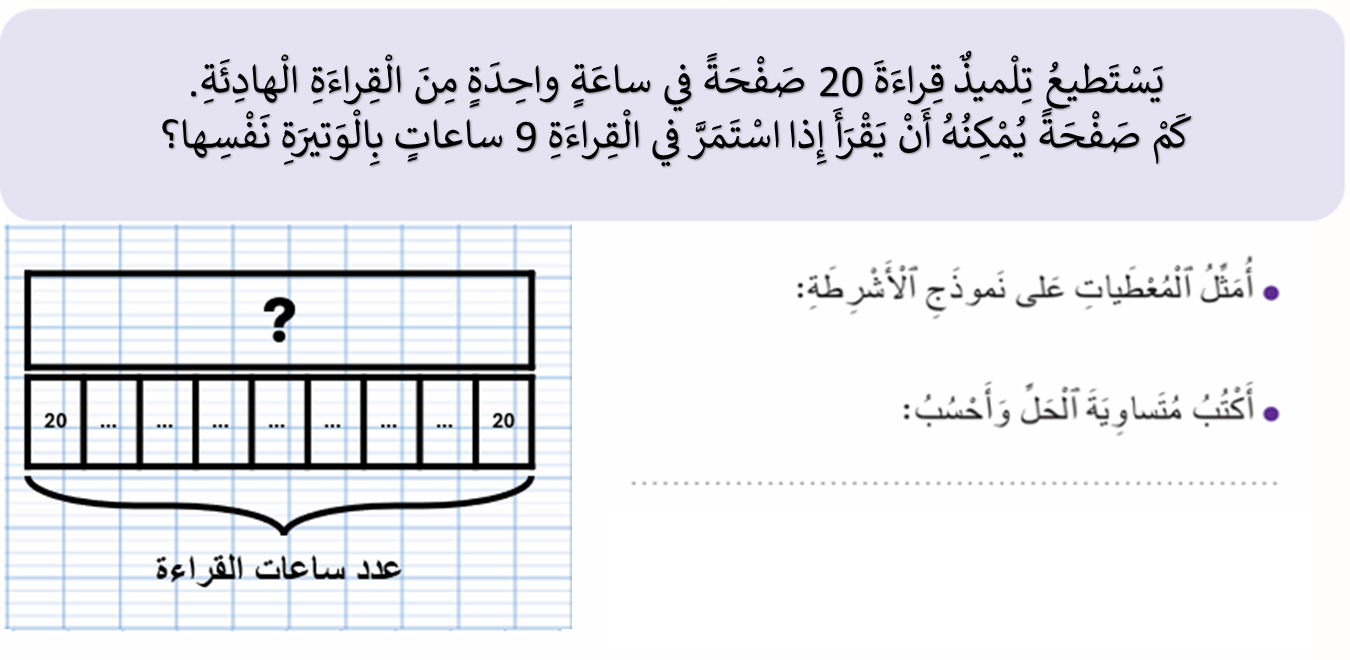 يَسْتَطيعُ تِلْميذٌ قِراءَةَ 20 صَفْحَةً في ساعَةٍ واحِدَةٍ مِنَ الْقِراءَةِ الْهادِئَةِ.
كَمْ صَفْحَةً يُمْكِنُهُ أَنْ يَقْرَأَ إِذا اسْتَمَرَّ في الْقِراءَةِ 9 ساعاتٍ بِالْوَتيرَةِ نَفْسِها؟
• أُمَثِّلُ ٱلْمُعْطَياتِ عَلى نَموذَجِ ٱلْأَشْرِطَةِ:
?
20 ... ... ... ... ... ... ... 20
عدد ساعات القراءة
• أَكْتُبُ مُتَساوِيَةَ ٱلْحَلِّ وَأَحْسُبُ: